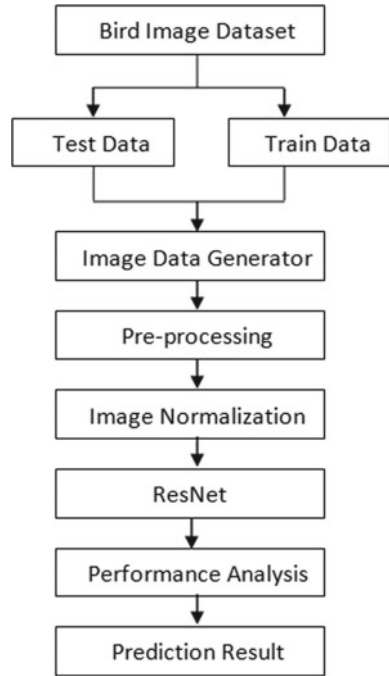 Bird Image Dataset
Test Data
Train Data
Image Data Generator
Pre-processing
Image Normalization
ResNet
Performance Analysis
Prediction Result